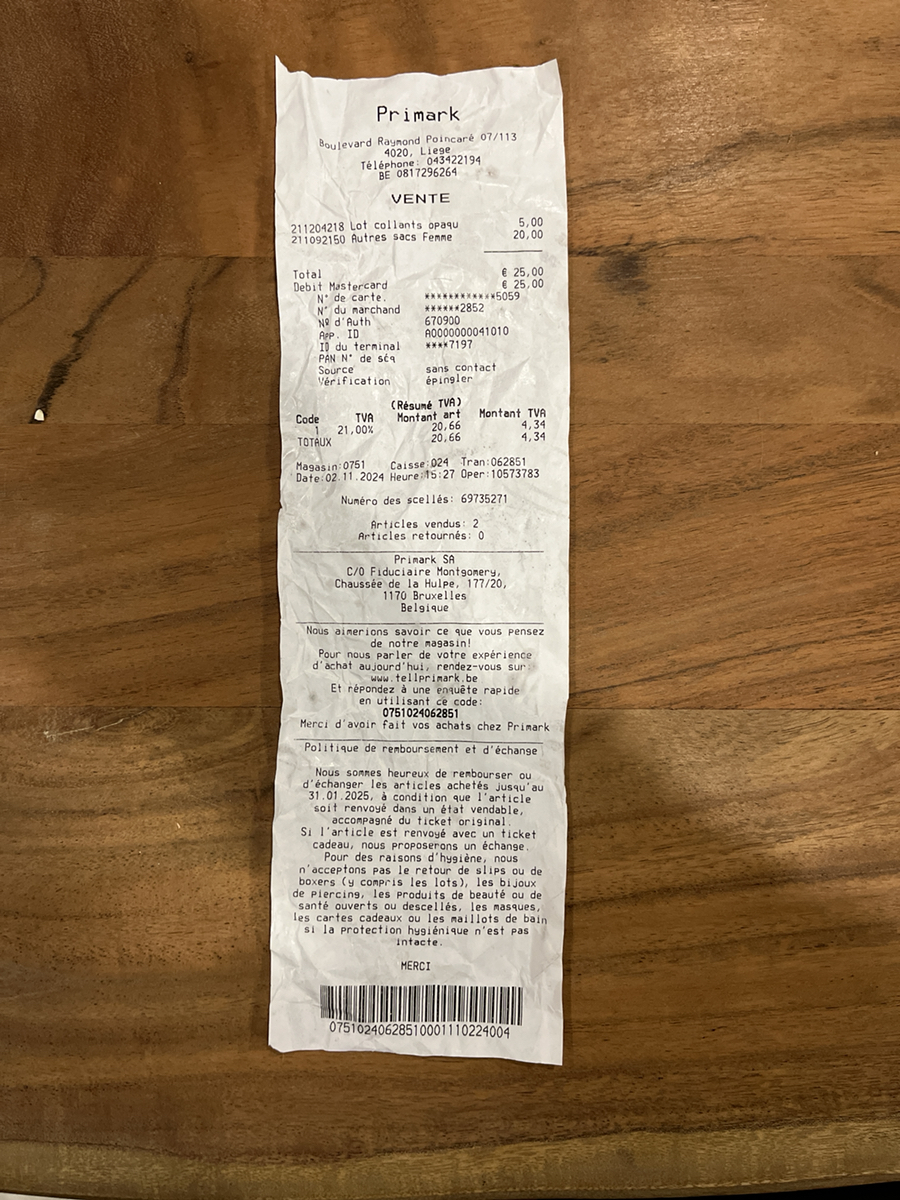 Primark
Boulevard Raymond Poincaré 07/113
4020, Liege
Téléphone: 043422194
BE 0817296264
VENTE
211204218 Lot collants opaqu 5,00
211092150 Autres sacs Femme 20,00
Total € 25,00
Debit Mastercard € 25,00
N° de carte. ************5059
N° du marchand ******2852
Nº d'Auth 670900
App. ID A0000000041010
ID du terminal ****7197
PAN N° de séq
Source sans contact
Vérification épingler
(Résumé TVA)
Code TVA Montant art Montant TVA
1 21,00% 20,66 4,34
TOTAUX 20,66 4,34
Magasin:0751 Caisse:024 Tran:062851
Date:02.11.2024 Heure:15:27 Oper:10573783
Numéro des scellés: 69735271
Articles vendus: 2
Articles retournés: 0
Primark SA
C/O Fiduciaire Montgomery,
Chaussée de la Hulpe, 177/20,
1170 Bruxelles
Belgique
Nous aimerions savoir ce que vous pensez
de notre magasin!
Pour nous parler de votre expérience
d'achat aujourd'hui, rendez-vous sur:
www.tellprimark.be
Et répondez à une enquête rapide
en utilisant ce code:
0751024062851
Merci d'avoir fait vos achats chez Primark
Politique de remboursement et d'échange
Nous sommes heureux de rembourser ou
d'échanger les articles achetés jusqu'au
31.01.2025, à condition que l'article
soit renvoyé dans un état vendable,
accompagné du ticket original.
Si l'article est renvoyé avec un ticket
cadeau, nous proposerons un échange.
Pour des raisons d'hygiène, nous
n'acceptons pas le retour de slips ou de
boxers (y compris les lots), les bijoux
de piercing, les produits de beauté ou de
santé ouverts ou descellés, les masques,
les cartes cadeaux ou les maillots de bain
si la protection hygiénique n'est pas
intacte.
MERCI
07510240628510001110224004